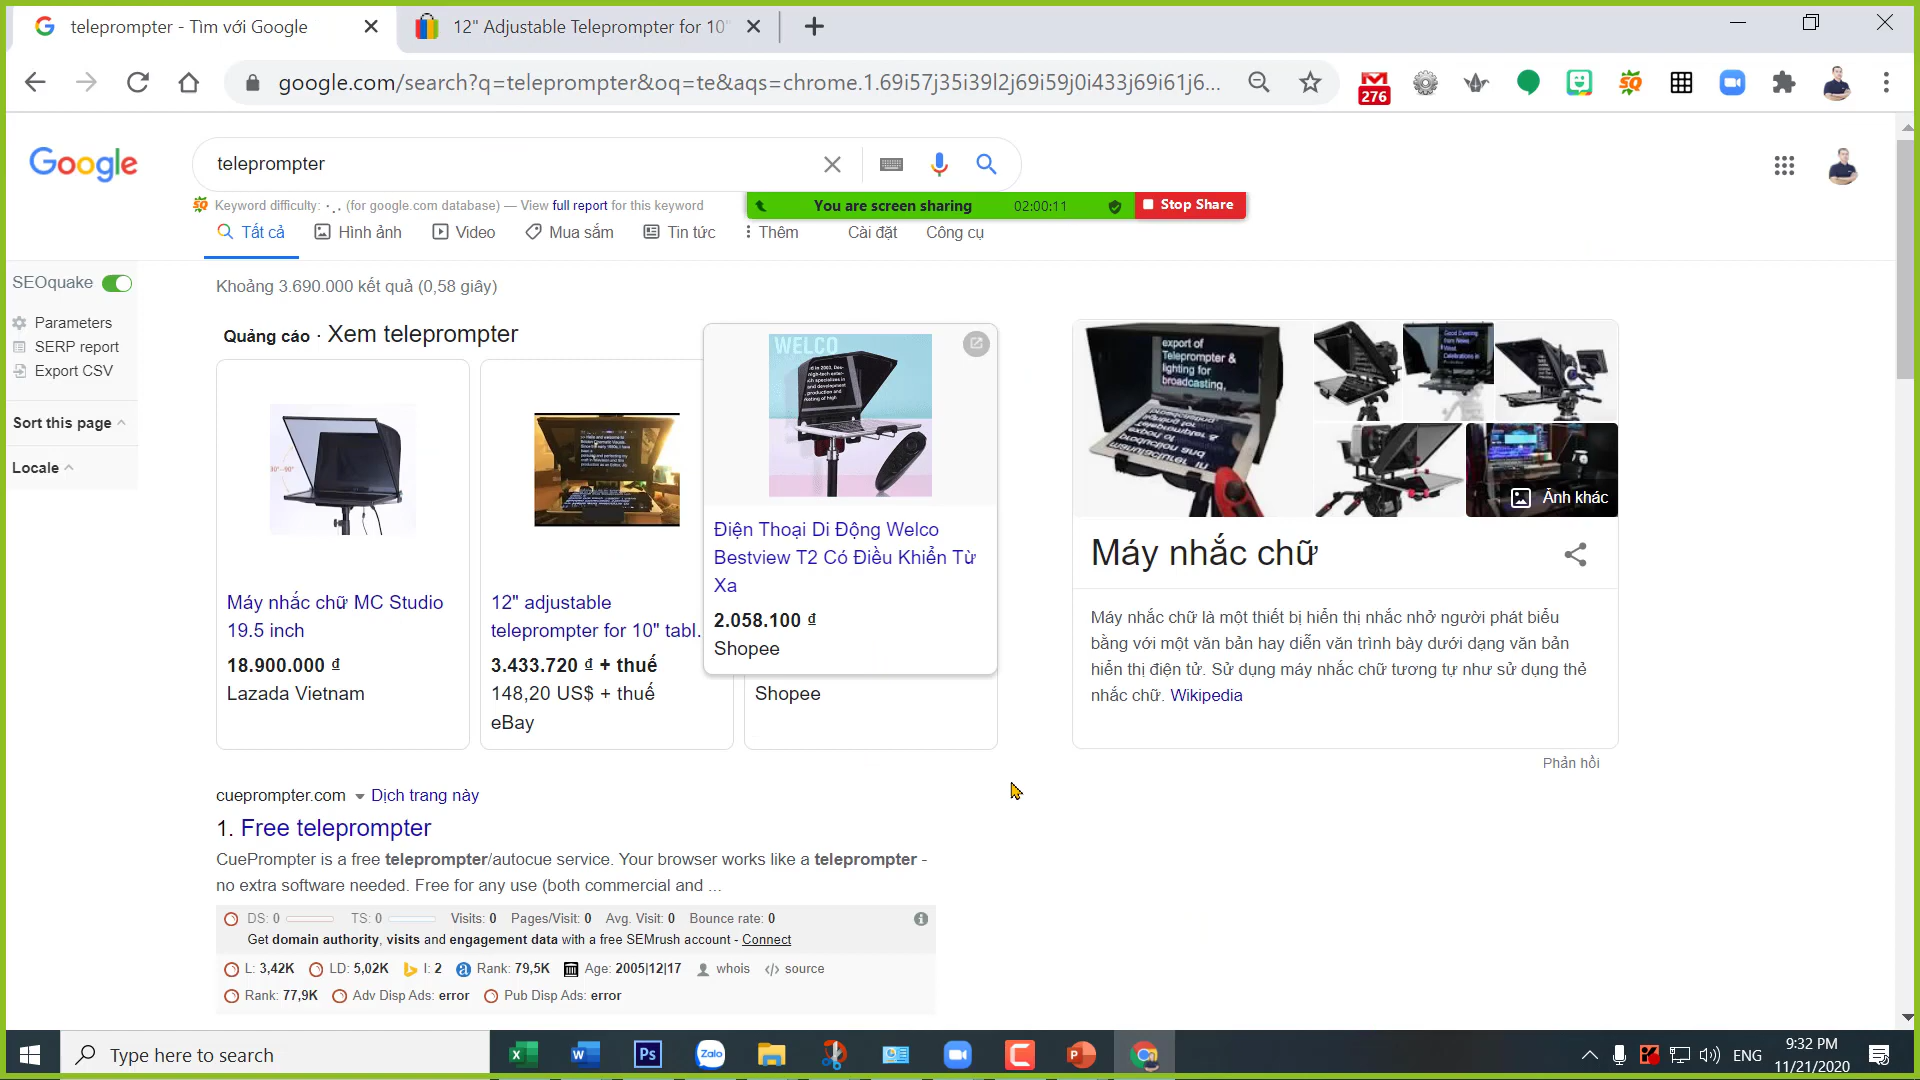 teleprompter - Tìm với Google
12" Adjustable Teleprompter for 10"
google.com/search?q=teleprompter&oq=te&aqs=chrome.1.69i57j35i39l2j69i59j0i433j69i61j6...
276
Google
teleprompter
Keyword difficulty: (for google.com database) — View full report for this keyword
You are screen sharing 02:00:11 Stop Share
Tất cả Hình ảnh Video Mua sắm Tin tức Thêm Cài đặt Công cụ
SEOquake
Parameters
SERP report
Export CSV
Sort this page
Locale
Khoảng 3.690.000 kết quả (0,58 giây)
Quảng cáo · Xem teleprompter
Máy nhắc chữ MC Studio
19.5 inch
18.900.000 ₫
Lazada Vietnam
12" adjustable
teleprompter for 10" tabl.
3.433.720 ₫ + thuế
148,20 US$ + thuế
eBay
WELCO
Điện Thoại Di Động Welco
Bestview T2 Có Điều Khiển Từ
Xa
2.058.100 ₫
Shopee
Shopee
export of
Teleprompter &
lighting for
broadcasting,
Ảnh khác
Máy nhắc chữ
Máy nhắc chữ là một thiết bị hiển thị nhắc nhở người phát biểu
bằng với một văn bản hay diễn văn trình bày dưới dạng văn bản
hiển thị điện tử. Sử dụng máy nhắc chữ tương tự như sử dụng thẻ
nhắc chữ. Wikipedia
Phản hồi
cueprompter.com Dịch trang này
1. Free teleprompter
CuePrompter is a free teleprompter/autocue service. Your browser works like a teleprompter -
no extra software needed. Free for any use (both commercial and ...
DS: 0 TS: 0 Visits: 0 Pages/Visit: 0 Avg. Visit: 0 Bounce rate: 0
Get domain authority, visits and engagement data with a free SEMrush account - Connect
L: 3,42K LD: 5,02K I: 2 Rank: 79,5K Age: 2005|12|17 whois source
Rank: 77,9K Adv Disp Ads: error Pub Disp Ads: error
Type here to search
Ps
Zalo
ENG
9:32 PM
11/21/2020